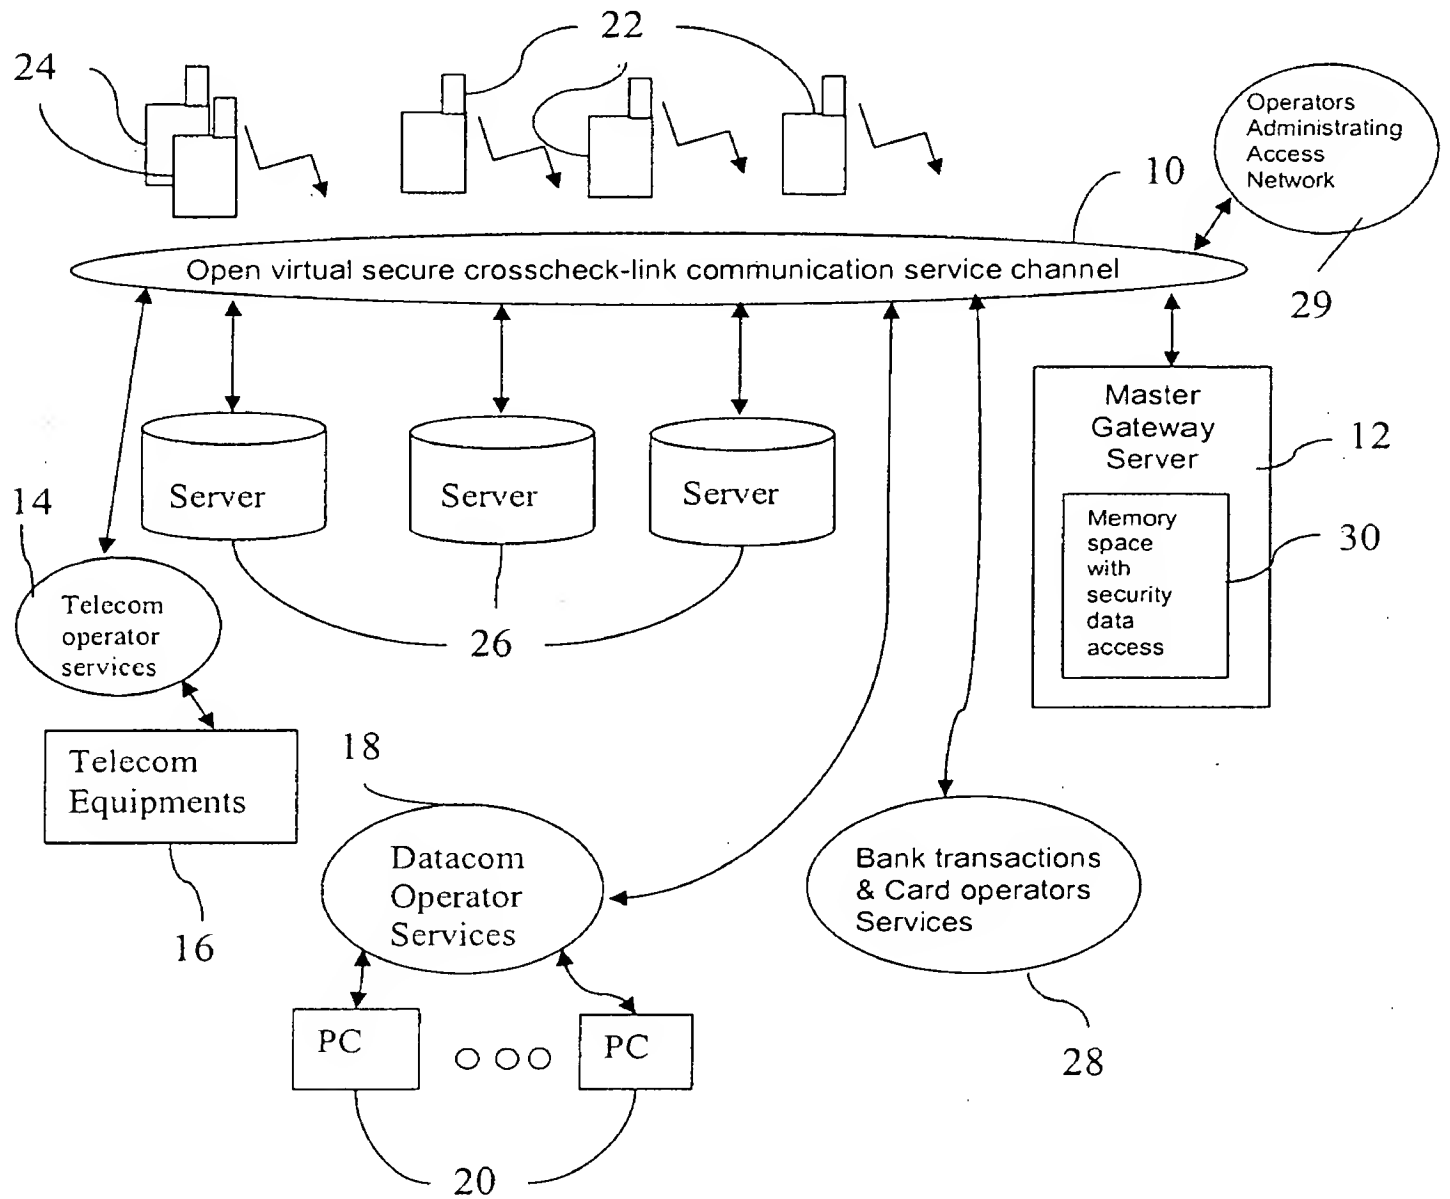 22
24
Operators
Administrating
Access
Network
10
Open virtual secure crosscheck-link communication service channel
29
Master
Gateway
Server
12
Server
Server
Server
14
Memory
space
with
security
data
access
30
Telecom
operator
services
26
18
Telecom
Equipments
Datacom
Operator
Services
Bank transactions
& Card operators
Services
16
PC
PC
28
20